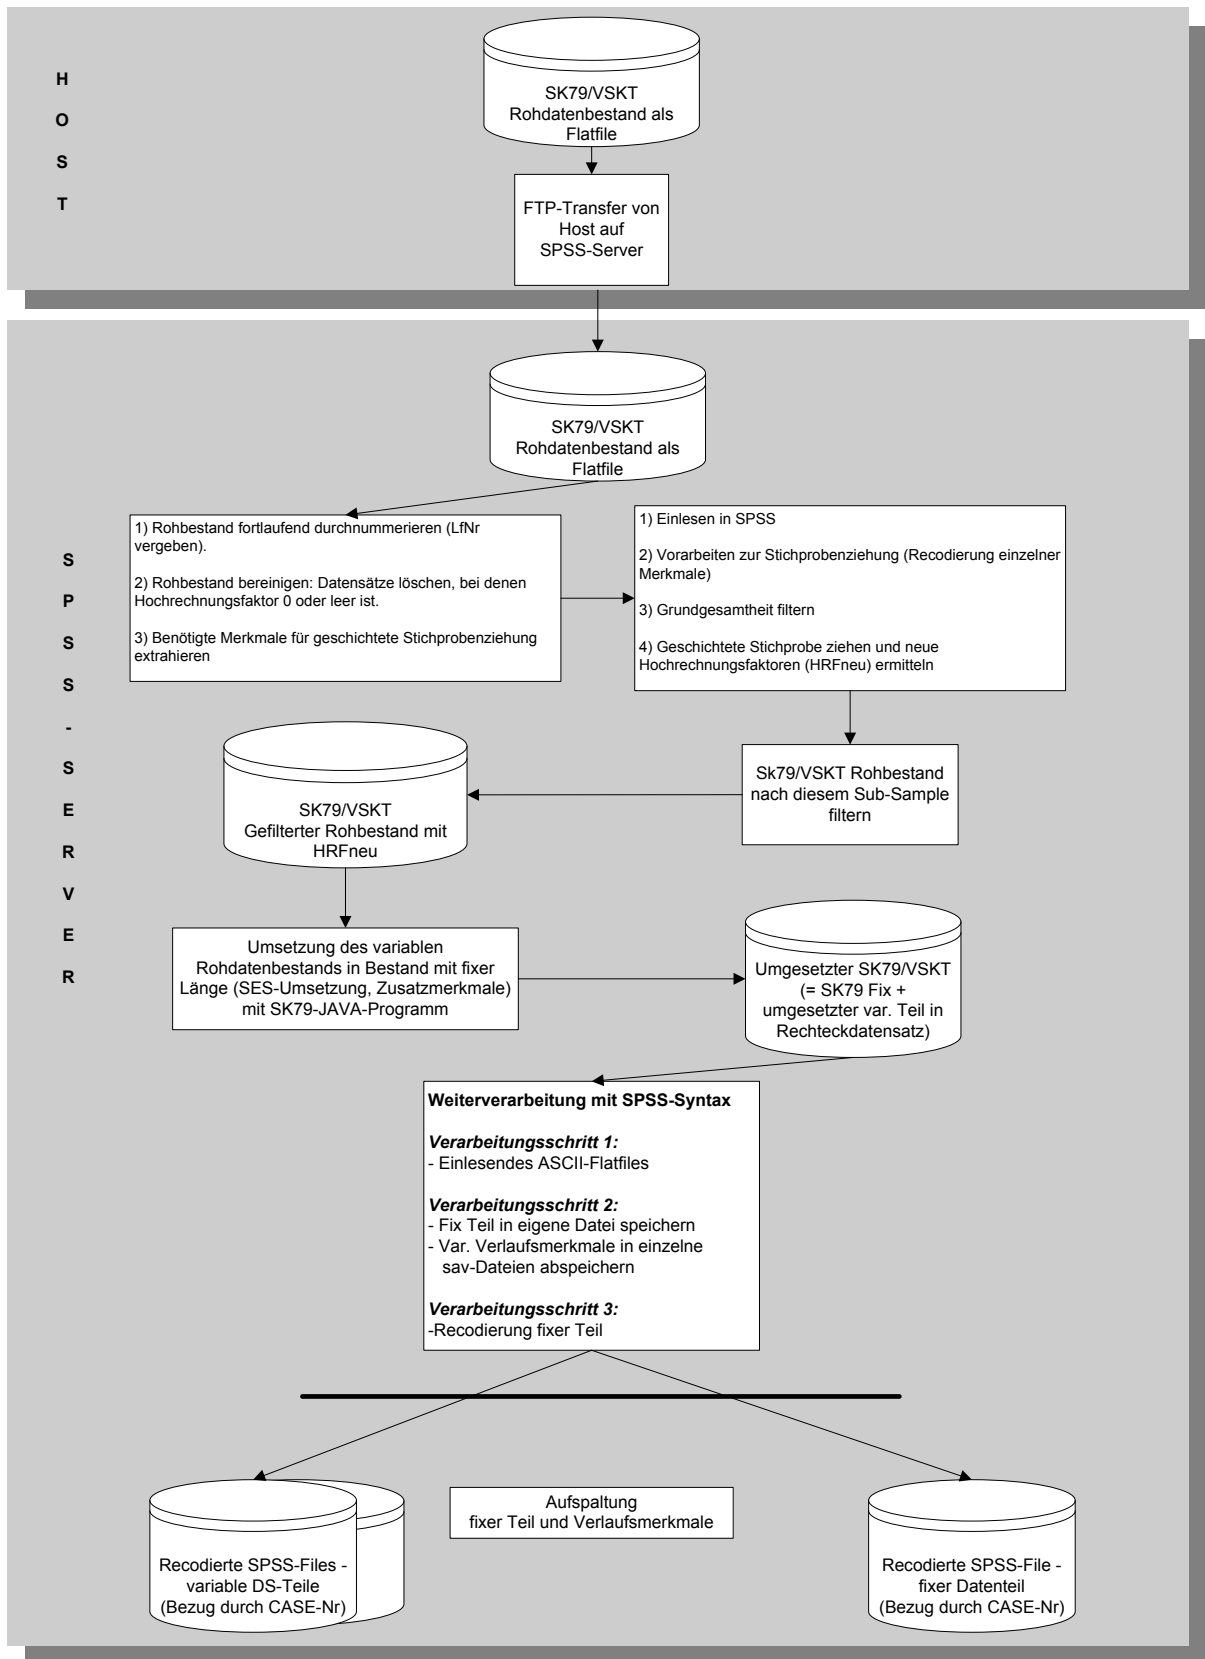 H
O
S
T
SK79/VSKT
Rohdatenbestand als
Flatfile
FTP-Transfer von
Host auf
SPSS-Server
S
P
S
S
-
S
E
R
V
E
R
SK79/VSKT
Rohdatenbestand als
Flatfile
1) Rohbestand fortlaufend durchnummerieren (LfNr
vergeben).
2) Rohbestand bereinigen: Datensätze löschen, bei denen
Hochrechnungsfaktor 0 oder leer ist.
3) Benötigte Merkmale für geschichtete Stichprobenziehung
extrahieren
1) Einlesen in SPSS
2) Vorarbeiten zur Stichprobenziehung (Recodierung einzelner
Merkmale)
3) Grundgesamtheit filtern
4) Geschichtete Stichprobe ziehen und neue
Hochrechnungsfaktoren (HRFneu) ermitteln
Sk79/VSKT Rohbestand
nach diesem Sub-Sample
filtern
SK79/VSKT
Gefilterter Rohbestand mit
HRFneu
Umsetzung des variablen
Rohdatenbestands in Bestand mit fixer
Länge (SES-Umsetzung, Zusatzmerkmale)
mit SK79-JAVA-Programm
Umgesetzter SK79/VSKT
(= SK79 Fix +
umgesetzter var. Teil in
Rechteckdatensatz)
Weiterverarbeitung mit SPSS-Syntax
Verarbeitungsschritt 1:
- Einlesendes ASCII-Flatfiles
Verarbeitungsschritt 2:
- Fix Teil in eigene Datei speichern
- Var. Verlaufsmerkmale in einzelne
sav-Dateien abspeichern
Verarbeitungsschritt 3:
-Recodierung fixer Teil
Recodierte SPSS-Files -
variable DS-Teile
(Bezug durch CASE-Nr)
Aufspaltung
fixer Teil und Verlaufsmerkmale
Recodierte SPSS-File -
fixer Datenteil
(Bezug durch CASE-Nr)